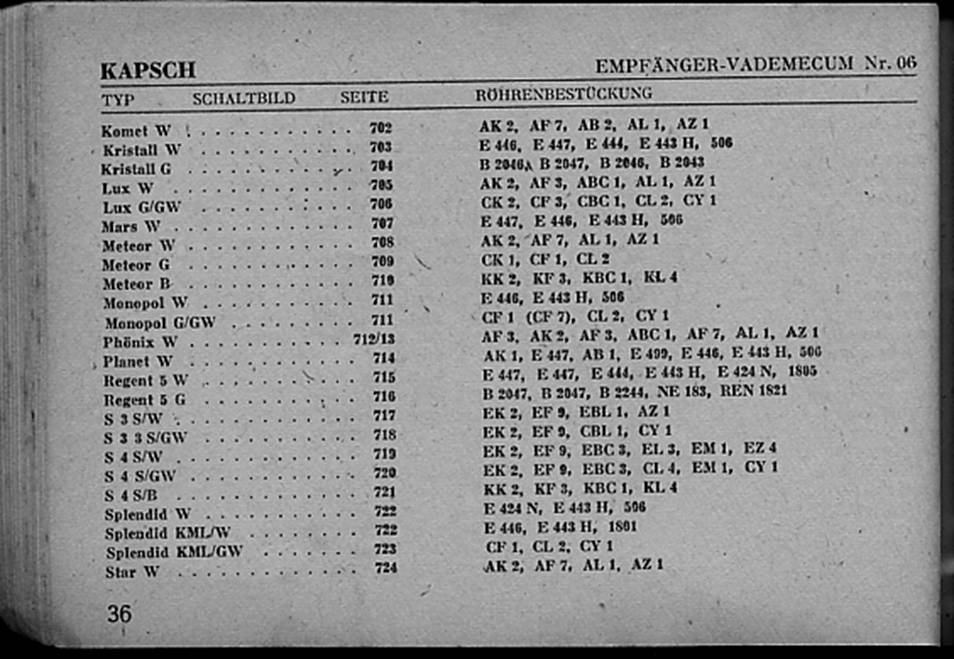 KAPSCH EMPFÄNGER-VADEMECUM Nr. 06
TYP SCHALTBILD SEITE RÖHRENBESTÜCKUNG
Komet W . . . . . . . . . . . . 702 AK 2, AF 7, AB 2, AL 1, AZ 1
Kristall W . . . . . . . . . . . 703 E 446, E 447, E 444, E 443 H, 506
Kristall G . . . . . . . . . . . 704 B 2046, B 2047, B 2046, B 2043
Lux W . . . . . . . . . . . . 705 AK 2, AF 3, ABC 1, AL 1, AZ 1
Lux G/GW . . . . . . . . . . 706 CK 2, CF 3, CBC 1, CL 2, CY 1
Mars W . . . . . . . . . . . . 707 E 447, E 446, E 443 H, 506
Meteor W . . . . . . . . . . . 708 AK 2, AF 7, AL 1, AZ 1
Meteor G . . . . . . . . . . . 709 CK 1, CF 1, CL 2
Meteor B . . . . . . . . . . . 710 KK 2, KF 3, KBC 1, KL 4
Monopol W . . . . . . . . . . 711 E 446, E 443 H, 506
Monopol G/GW . . . . . . . . 711 CF 1 (CF 7), CL 2, CY 1
Phönix W . . . . . . . . . . 712/13 AF 3, AK 2, AF 3, ABC 1, AF 7, AL 1, AZ 1
Planet W . . . . . . . . . . . 714 AK 1, E 447, AB 1, E 499, E 446, E 443 H, 506
Regent 5 W . . . . . . . . . . 715 E 447, E 447, E 444, E 443 H, E 424 N, 1805
Regent 5 G . . . . . . . . . . 716 B 2047, B 2047, B 2244, NE 183, REN 1821
S 3 S/W . . . . . . . . . . . . 717 EK 2, EF 9, EBL 1, AZ 1
S 3 3 S/GW . . . . . . . . . . 718 EK 2, EF 9, CBL 1, CY 1
S 4 S/W . . . . . . . . . . . . 719 EK 2, EF 9, EBC 3, EL 3, EM 1, EZ 4
S 4 S/GW . . . . . . . . . . . 720 EK 2, EF 9, EBC 3, CL 4, EM 1, CY 1
S 4 S/B . . . . . . . . . . . . 721 KK 2, KF 3, KBC 1, KL 4
Splendid W . . . . . . . . . . 722 E 424 N, E 443 H, 506
Splendid KML/W . . . . . . . 722 E 446, E 443 H, 1801
Splendid KML/GW . . . . . . 723 CF 1, CL 2, CY 1
Star W . . . . . . . . . . . . 724 AK 2, AF 7, AL 1, AZ 1
36